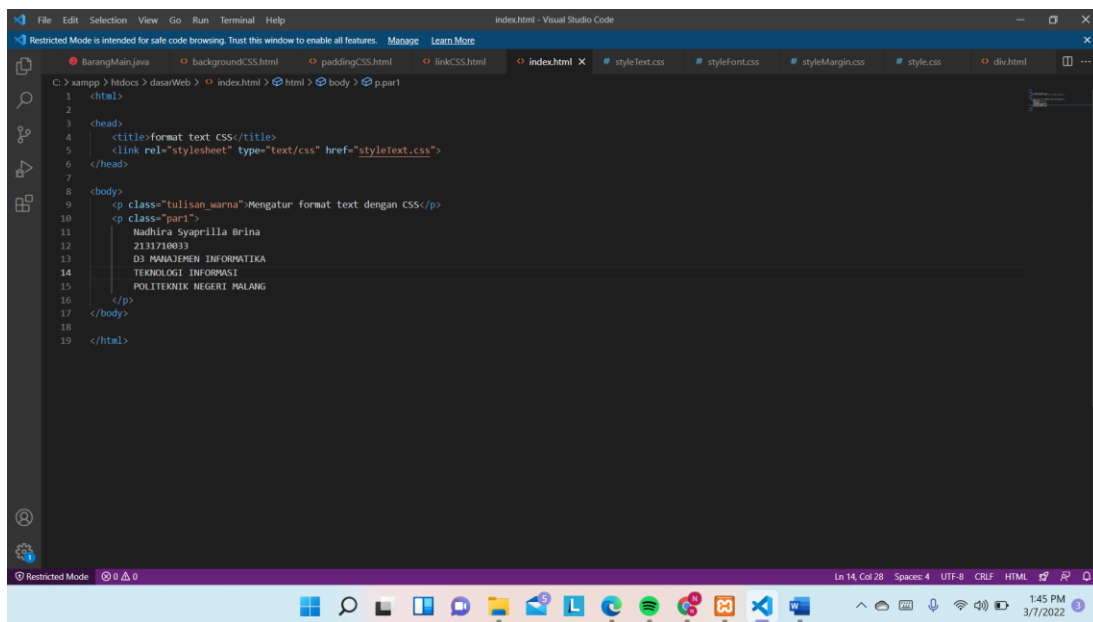 File Edit Selection View Go Run Terminal Help index.html - Visual Studio Code
Restricted Mode is intended for safe code browsing. Trust this window to enable all features. Manage Learn More
BarangMain.java backgroundCSS.html paddingCSS.html linkCSS.html index.html # styleText.css # styleFont.css # styleMargin.css # style.css div.html
C: > xampp > htdocs > dasarWeb > index.html > html > body > p.par1
1 <html>
2
3 <head>
4 <title>format text CSS</title>
5 <link rel="stylesheet" type="text/css" href="styleText.css">
6 </head>
7
8 <body>
9 <p class="tulisan_warna">Mengatur format text dengan CSS</p>
10 <p class="par1">
11 Nadhira Syaprilla Brina
12 2131710033
13 D3 MANAJEMEN INFORMATIKA
14 TEKNOLOGI INFORMASI
15 POLITEKNIK NEGERI MALANG
16 </p>
17 </body>
18
19 </html>
Restricted Mode 0 0 Ln 14, Col 28 Spaces: 4 UTF-8 CRLF HTML
1:45 PM
3/7/2022 3